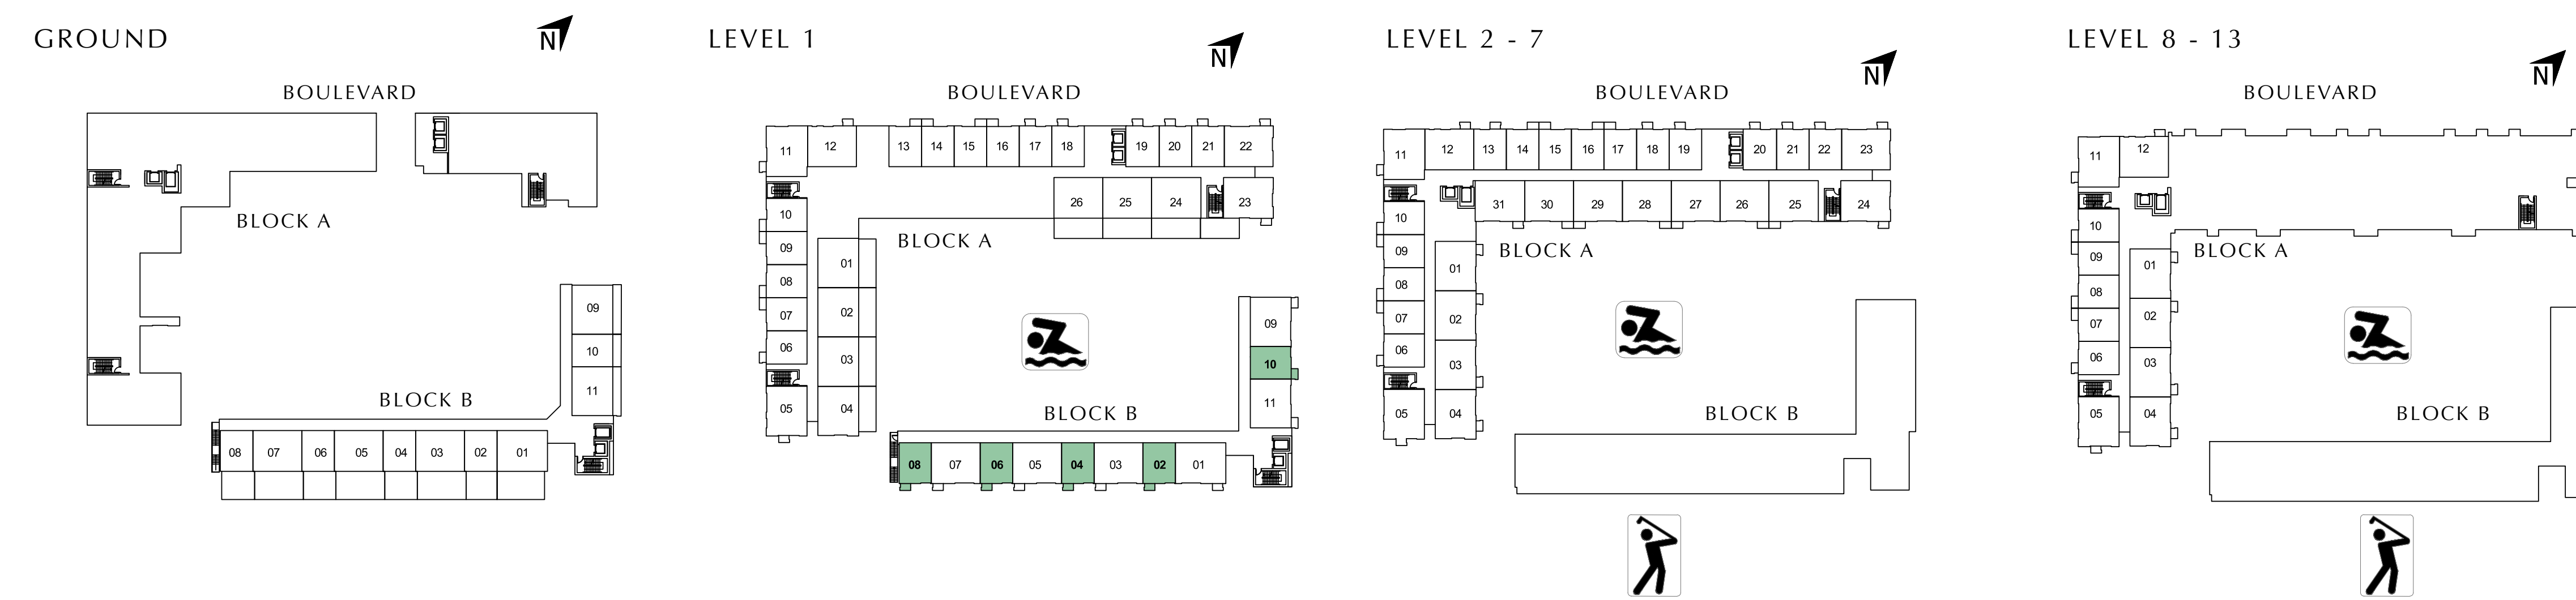 GROUND
N
BOULEVARD
BLOCK A
09
10
11
BLOCK B
08 07 06 05 04 03 02 01
LEVEL 1
N
BOULEVARD
11 12 13 14 15 16 17 18 19 20 21 22
26 25 24 23
10
BLOCK A
09
01
08
02
07
06
03
05
04
09
10
11
BLOCK B
08 07 06 05 04 03 02 01
LEVEL 2 - 7
N
BOULEVARD
11 12 13 14 15 16 17 18 19 20 21 22 23
31 30 29 28 27 26 25 24
10
BLOCK A
09
01
08
02
07
06
03
05
04
BLOCK B
LEVEL 8 - 13
N
BOULEVARD
11 12
10
BLOCK A
09
01
08
02
07
06
03
05
04
BLOCK B